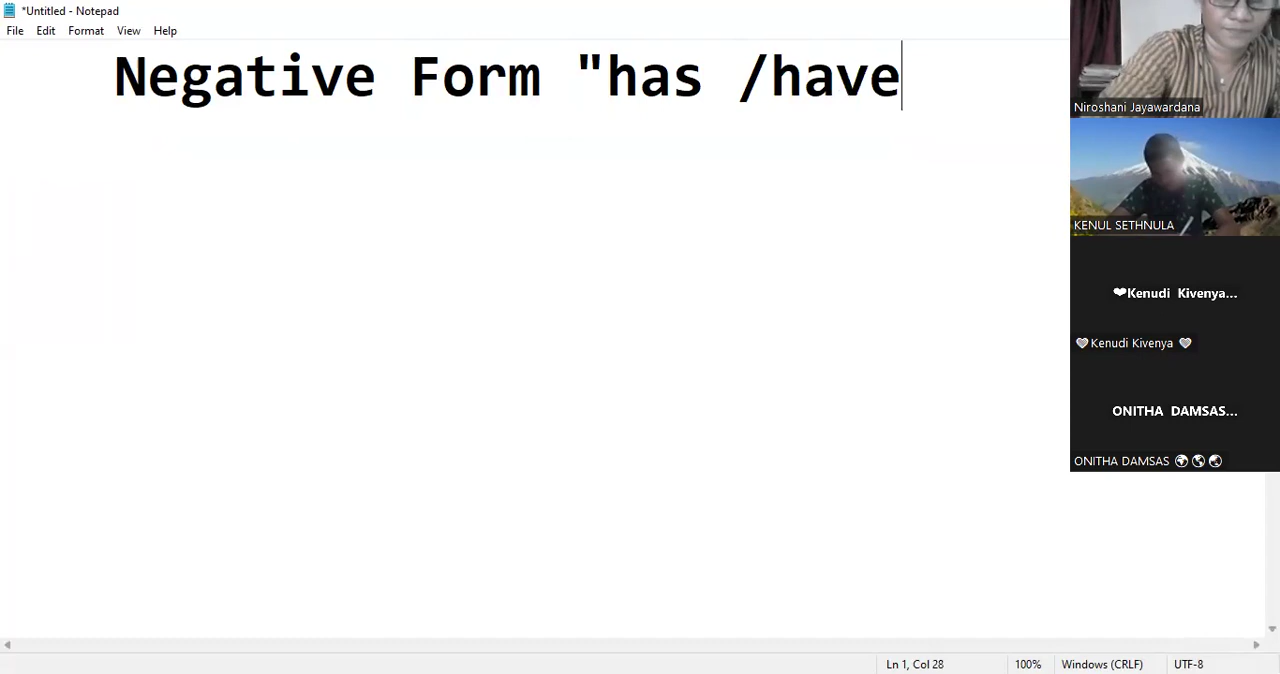 *Untitled - Notepad
File Edit Format View Help
Negative Form "has /have
Niroshani Jayawardana
KENUL SETHNULA
❤Kenudi Kivenya...
🤍Kenudi Kivenya 🤍
ONITHA DAMSAS...
ONITHA DAMSAS 🌍🌎🌏
Ln 1, Col 28 100% Windows (CRLF) UTF-8